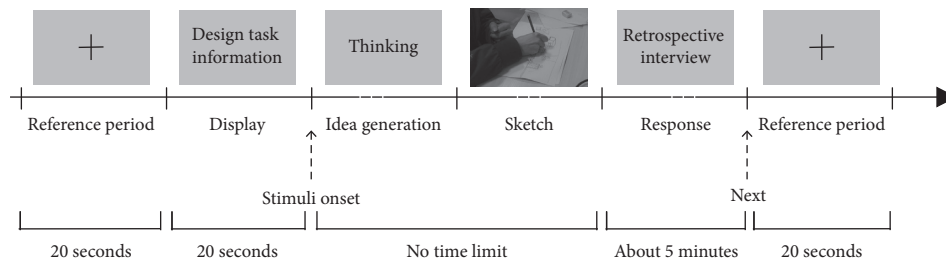 Design task
information
Thinking
Retrospective
interview
Reference period
Display
Idea generation
Sketch
Response
Reference period
Stimuli onset
Next
20 seconds
20 seconds
No time limit
About 5 minutes
20 seconds